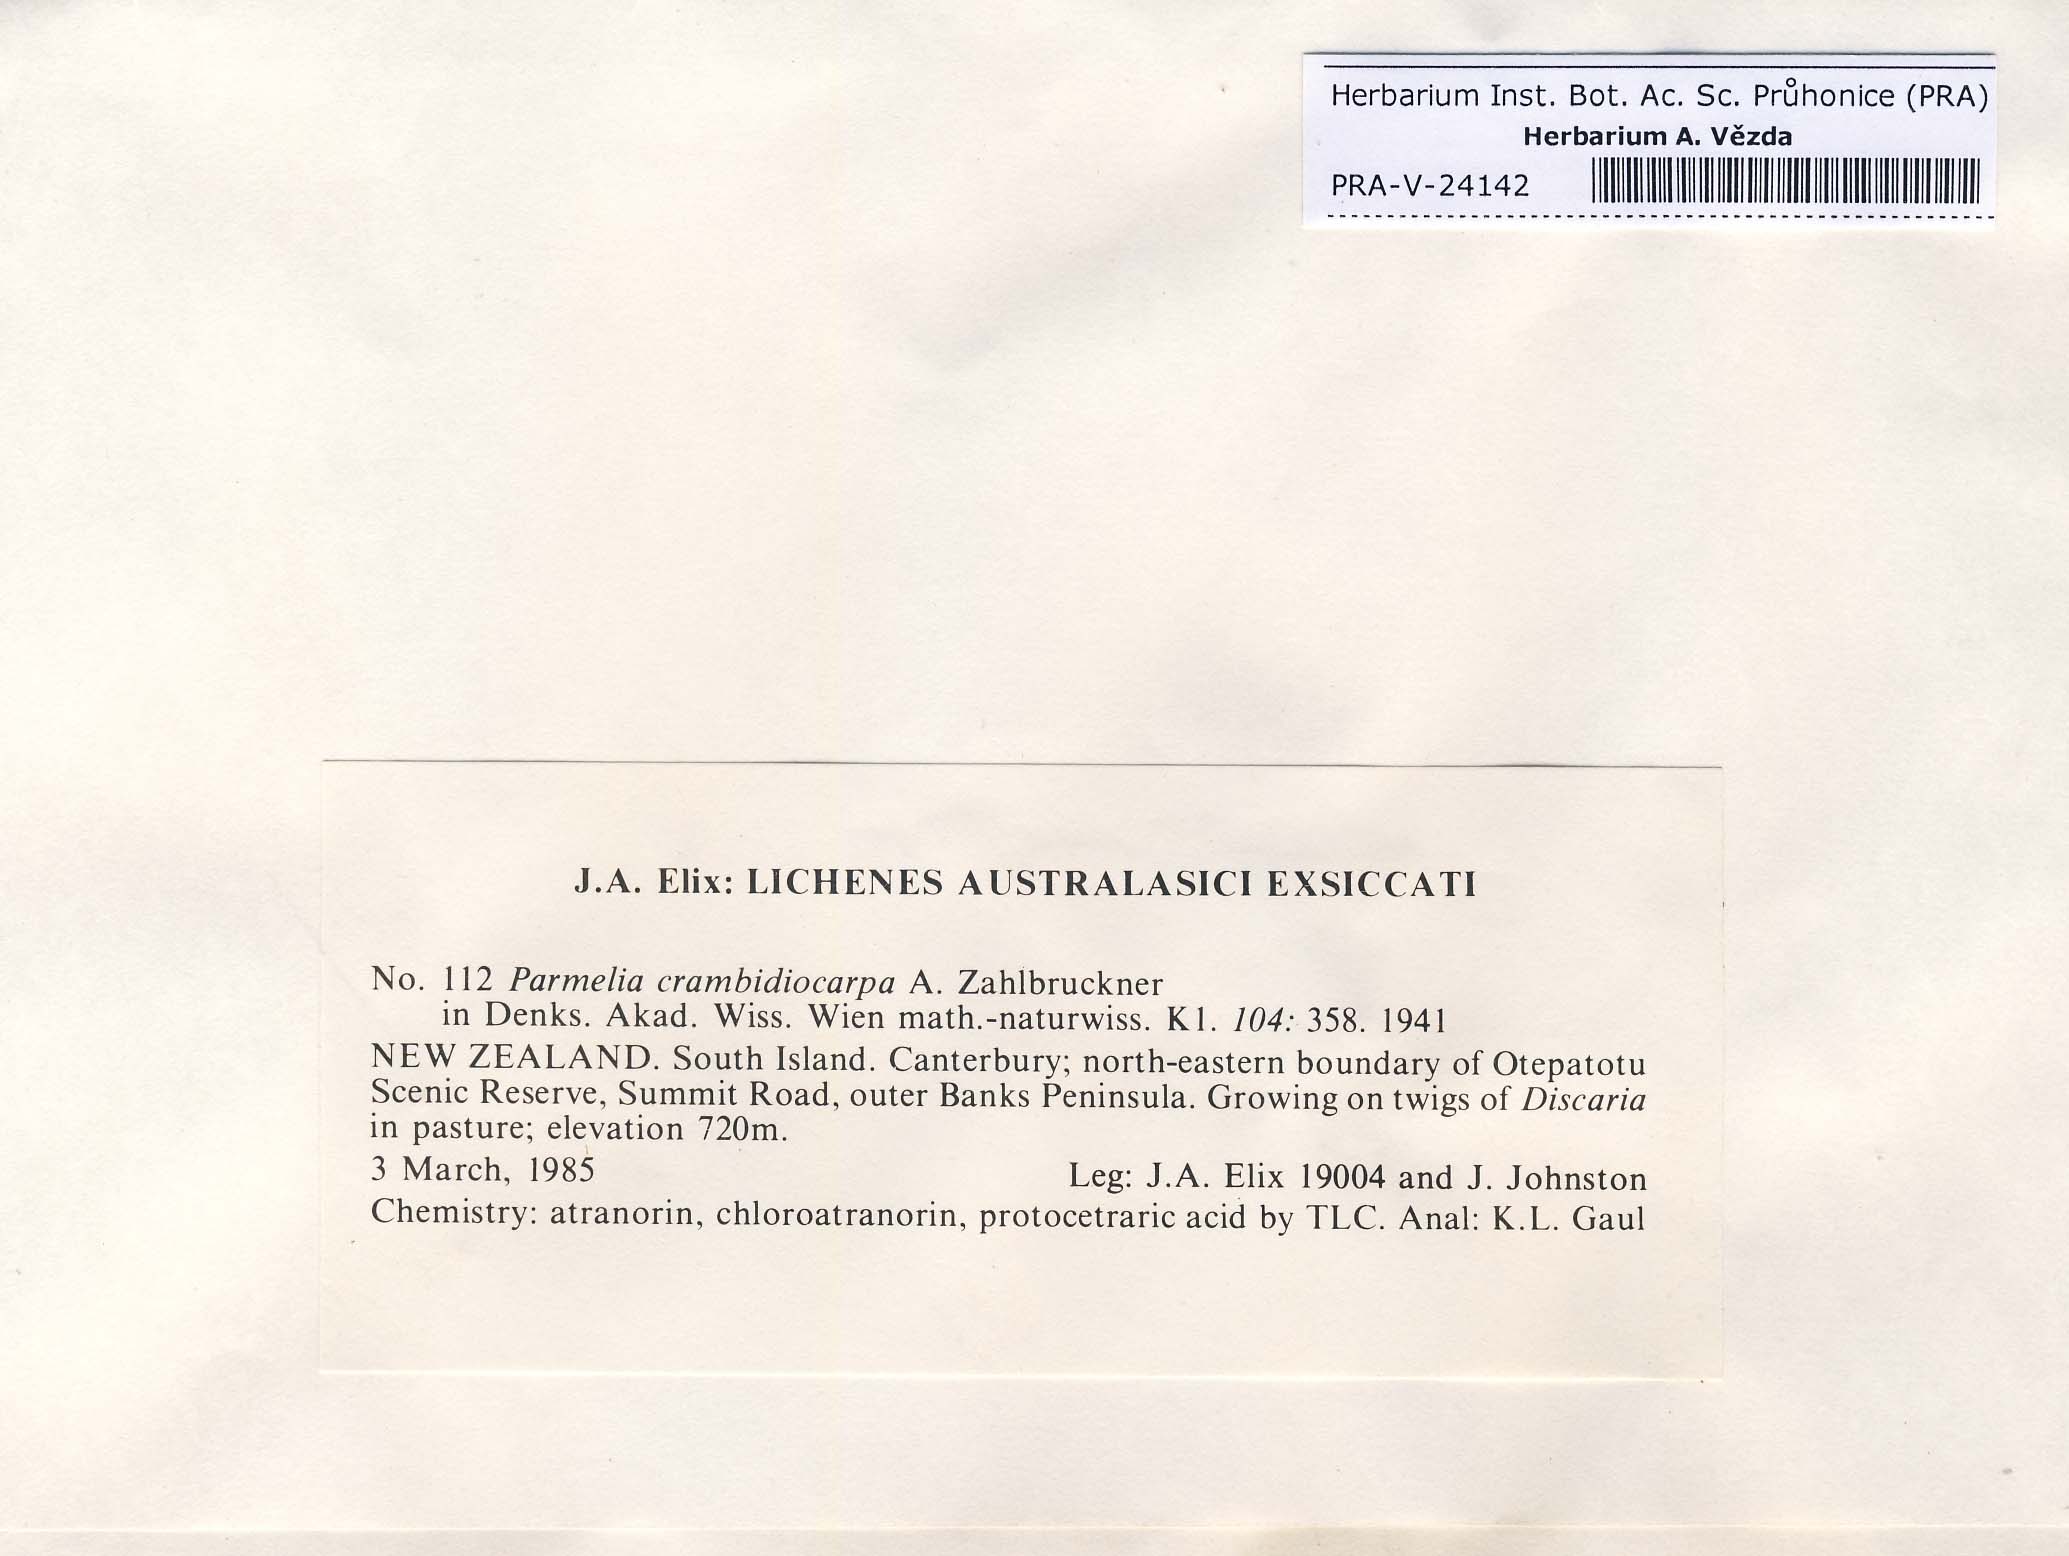 Herbarium Inst. Bot. Ac. Sc. Průhonice (PRA)
Herbarium A. Vězda
PRA-V-24142
J.A. Elix: LICHENES AUSTRALASICI EXSICCATI
No. 112 Parmelia crambidiocarpa A. Zahlbruckner
in Denks. Akad. Wiss. Wien math.-naturwiss. Kl. 104: 358. 1941
NEW ZEALAND. South Island. Canterbury; north-eastern boundary of Otepatotu
Scenic Reserve, Summit Road, outer Banks Peninsula. Growing on twigs of Discaria
in pasture; elevation 720m.
3 March, 1985 Leg: J.A. Elix 19004 and J. Johnston
Chemistry: atranorin, chloroatranorin, protocetraric acid by TLC. Anal: K.L. Gaul